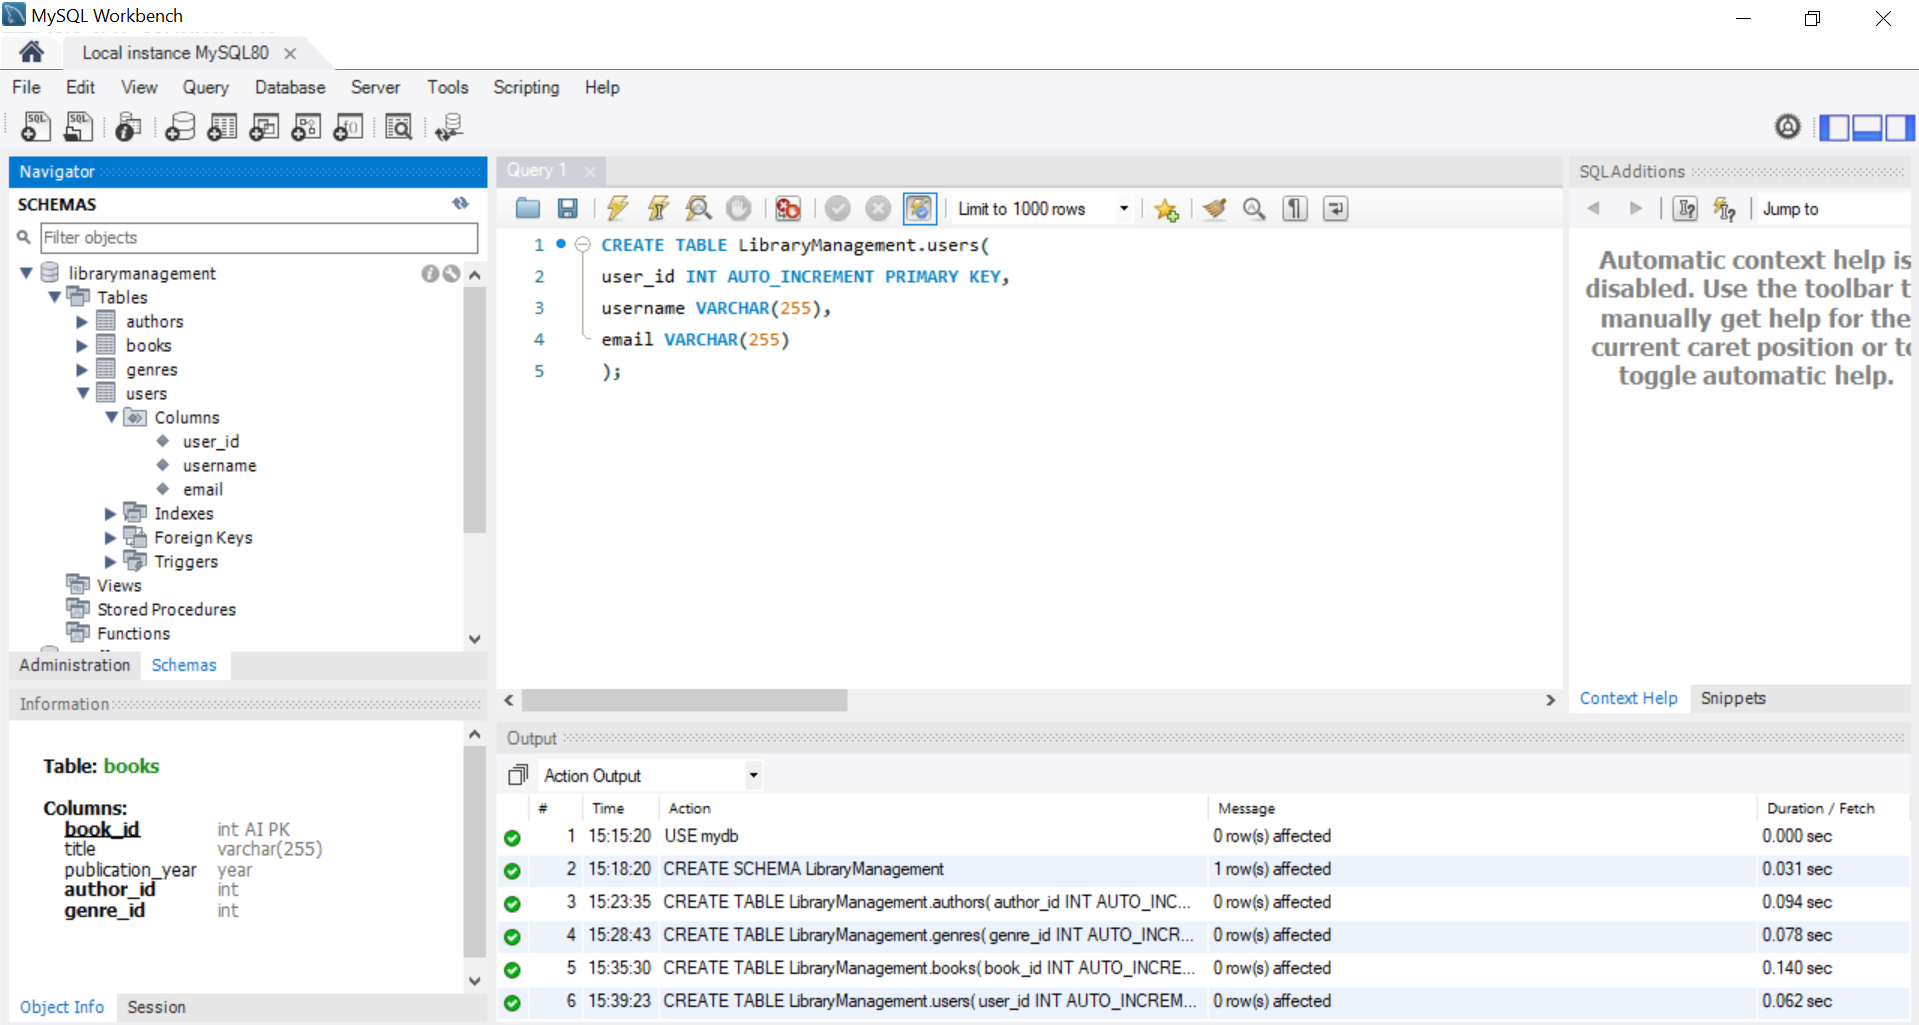 MySQL Workbench
Local instance MySQL80
File Edit View Query Database Server Tools Scripting Help
Navigator
SCHEMAS
Filter objects
librarymanagement
Tables
authors
books
genres
users
Columns
user_id
username
email
Indexes
Foreign Keys
Triggers
Views
Stored Procedures
Functions
Administration Schemas
Information
Table: books
Columns:
book_id int AI PK
title varchar(255)
publication_year year
author_id int
genre_id int
Object Info Session
Query 1
Limit to 1000 rows
1 CREATE TABLE LibraryManagement.users(
2 user_id INT AUTO_INCREMENT PRIMARY KEY,
3 username VARCHAR(255),
4 email VARCHAR(255)
5 );
SQLAdditions
Jump to
Automatic context help is
disabled. Use the toolbar t
manually get help for the
current caret position or to
toggle automatic help.
Context Help Snippets
Output
Action Output
# Time Action Message Duration / Fetch
1 15:15:20 USE mydb 0 row(s) affected 0.000 sec
2 15:18:20 CREATE SCHEMA LibraryManagement 1 row(s) affected 0.031 sec
3 15:23:35 CREATE TABLE LibraryManagement.authors( author_id INT AUTO_INC... 0 row(s) affected 0.094 sec
4 15:28:43 CREATE TABLE LibraryManagement.genres( genre_id INT AUTO_INCR... 0 row(s) affected 0.078 sec
5 15:35:30 CREATE TABLE LibraryManagement.books( book_id INT AUTO_INCRE... 0 row(s) affected 0.140 sec
6 15:39:23 CREATE TABLE LibraryManagement.users( user_id INT AUTO_INCREM... 0 row(s) affected 0.062 sec